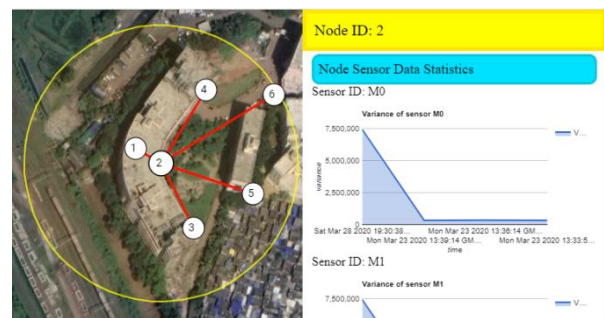 4
6
1
2
5
3
Node ID: 2
Node Sensor Data Statistics
Sensor ID: M0
Variance of sensor M0
7,500,000
V...
5,000,000
variance
2,500,000
0
Sat Mar 28 2020 19:30:38... Mon Mar 23 2020 13:36:14 GM...
Mon Mar 23 2020 13:39:14 GM... Mon Mar 23 2020 13:33:5...
time
Sensor ID: M1
Variance of sensor M1
7,500,000
V...